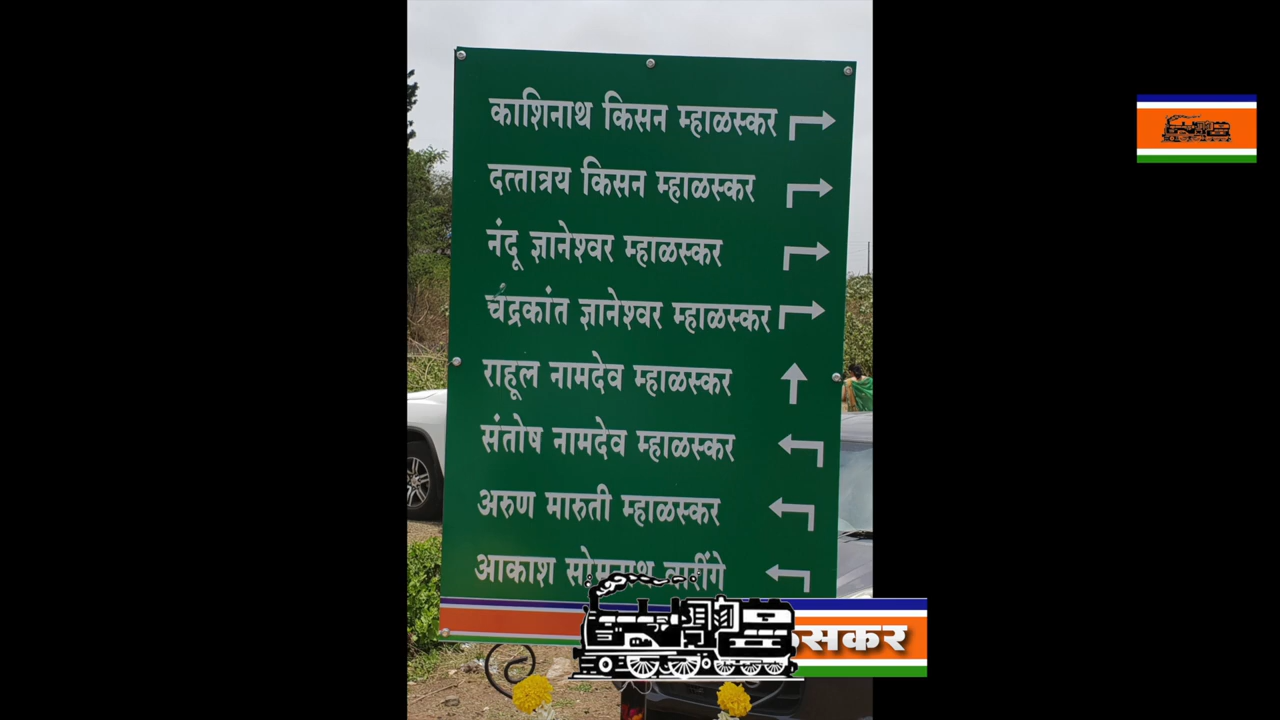 काशिनाथ किसन म्हाळस्कर
दत्तात्रय किसन म्हाळस्कर
नंदू ज्ञानेश्वर म्हाळस्कर
चंद्रकांत ज्ञानेश्वर म्हाळस्कर
राहूल नामदेव म्हाळस्कर
संतोष नामदेव म्हाळस्कर
अरुण मारुती म्हाळस्कर
आकाश सोमनाथ वारींगे